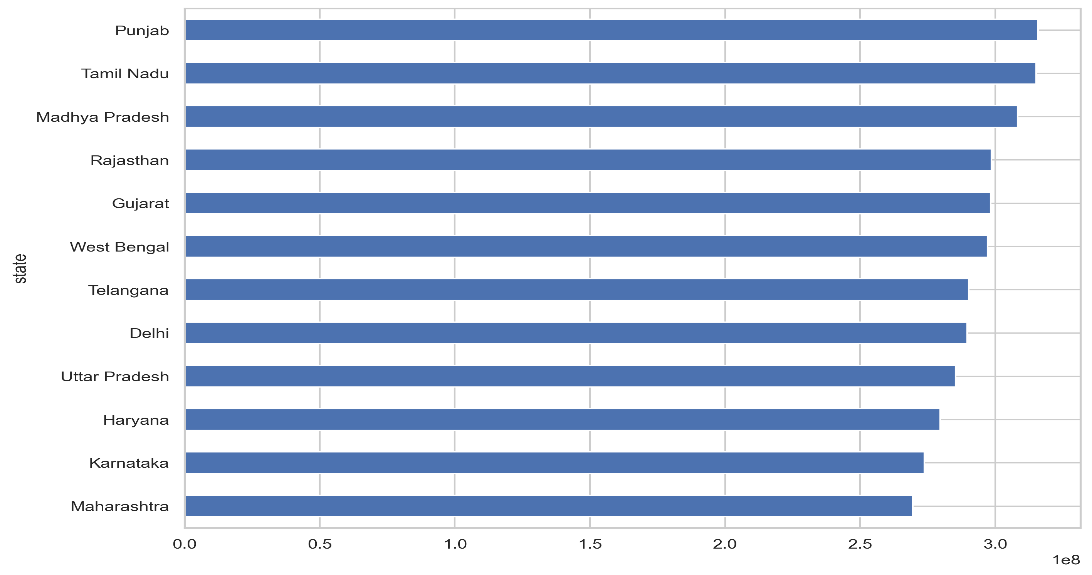 Punjab
Tamil Nadu
Madhya Pradesh
Rajasthan
Gujarat
West Bengal
state
Telangana
Delhi
Uttar Pradesh
Haryana
Karnataka
Maharashtra
0.0 0.5 1.0 1.5 2.0 2.5 3.0
1e8